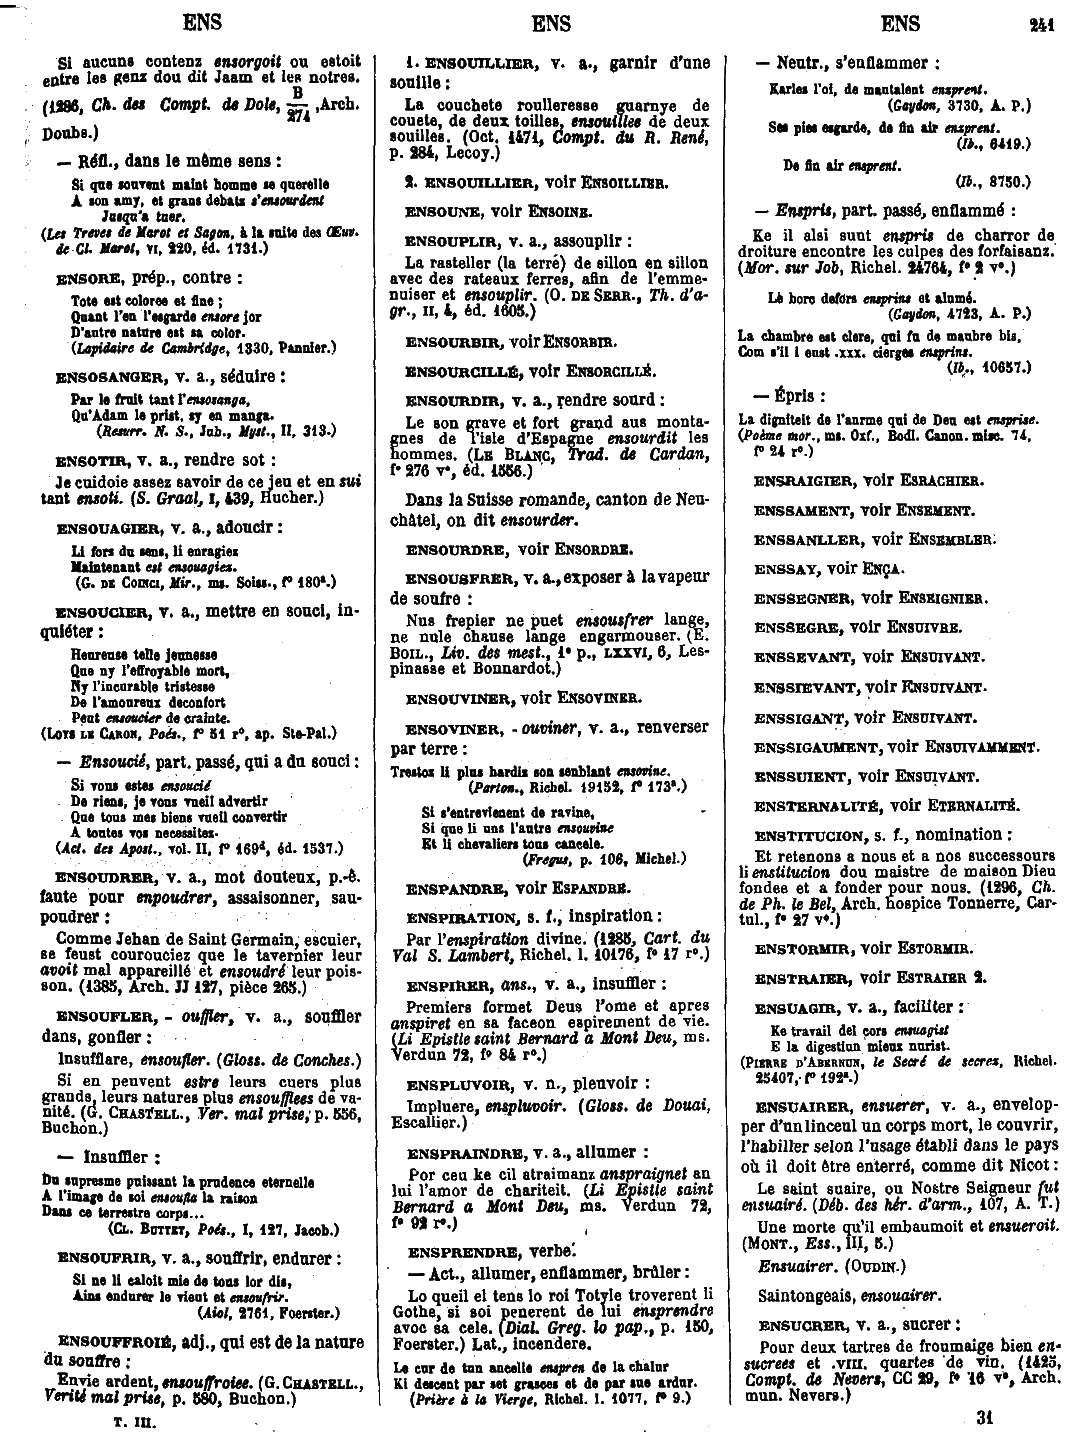 ENS
ENS
ENS
241
Si aucuns contenz ensorgoit ou estoit
entre les genz dou dit Jaam et les notres.
(1286, Ch. des Compt. de Dole, B/274, Arch.
Doubs.)
— Réfl., dans le même sens :
Si que souvent maint homme se querelle
A son amy, et grans debats s'ensourdent
Jusqu'a tuer.
(Les Treves de Marot et Sagon, à la suite des Œuv.
de Cl. Marot, VI, 220, éd. 1731.)
ENSORE, prép., contre :
Tote est coloree et fine ;
Quant l'en l'esgarde ensore jor
D'autre nature est sa color.
(Lapidaire de Cambridge, 1330, Pannier.)
ENSOSANGER, v. a., séduire :
Par le fruit tant l'ensosanga,
Qu'Adam le prist, sy en manga.
(Resurr. N. S., Jub., Myst., II, 313.)
ENSOTIR, v. a., rendre sot :
Je cuidoie assez savoir de ce jeu et en sui
tant ensoti. (S. Graal, I, 439, Hucher.)
ENSOUAGIER, v. a., adoucir :
Li fors du sens, li enragiez
Maintenant est ensouagiez.
(G. DE COINCI, Mir., ms. Soiss., f° 180ª.)
ENSOUCIER, v. a., mettre en souci, in-
quiéter :
Heureuse telle jeunesse
Que ny l'effroyable mort,
Ny l'incurable tristesse
De l'amoureux deconfort
Peut ensoucier de crainte.
(LOYS LE CARON, Poés., f° 51 r°, ap. Ste-Pal.)
— Ensoucié, part. passé, qui a du souci :
Si vous estes ensoucié
De riens, je vous vueil advertir
Que tous mes biens vueil convertir
A toutes vos necessitez.
(Act. des Apost., vol. II, f° 169ᵈ, éd. 1537.)
ENSOUDRER, v. a., mot douteux, p.-ê.
faute pour enpoudrer, assaisonner, sau-
poudrer :
Comme Jehan de Saint Germain, escuier,
se feust courouciez que le tavernier leur
avoit mal appareillé et ensoudré leur pois-
son. (1385, Arch. JJ 127, pièce 265.)
ENSOUFLER, - ouffler, v. a., souffler
dans, gonfler :
Insufflare, ensoufler. (Gloss. de Conches.)
Si en peuvent estre leurs cuers plus
grands, leurs natures plus ensoufflees de va-
nité. (G. CHASTELL., Ver. mal prise, p. 556,
Buchon.)
— Insuffler :
Du supresme puissant la prudence eternelle
A l'image de soi ensoufla la raison
Dans ce terrestre corps...
(CL. BUTTET, Poés., I, 127, Jacob.)
ENSOUFRIR, v. a., souffrir, endurer :
Si ne li caloit mie de tous lor dis,
Ains endurer le vient et ensoufrir.
(Aiol, 2761, Foerster.)
ENSOUFFROIÉ, adj., qui est de la nature
du souffre :
Envie ardent, ensouffroiee. (G. CHASTELL.,
Verité mal prise, p. 580, Buchon.)
T. III.
1. ENSOUILLIER, v. a., garnir d'une
souille :
La couchete roulleresse guarnye de
couete, de deux toilles, ensouilles de deux
souilles. (Oct. 1471, Compt. du R. René,
p. 284, Lecoy.)
2. ENSOUILLIER, voir ENSOILLIER.
ENSOUNE, voir ENSOINE.
ENSOUPLIR, v. a., assouplir :
La rasteller (la terré) de sillon en sillon
avec des rateaux ferres, afin de l'emme-
nuiser et ensouplir. (O. DE SERR., Th. d'a-
gr., II, 4, éd. 1605.)
ENSOURBIR, voir ENSORBIR.
ENSOURCILLÉ, voir ENSORCILLÉ.
ENSOURDIR, v. a., rendre sourd :
Le son grave et fort grand aus monta-
gnes de l'isle d'Espagne ensourdit les
hommes. (LE BLANC, Trad. de Cardan,
f° 276 v°, éd. 1556.)
Dans la Suisse romande, canton de Neu-
châtel, on dit ensourder.
ENSOURDRE, voir ENSORDRE.
ENSOUSFRER, v. a., exposer à la vapeur
de soufre :
Nus frepier ne puet ensousfrer lange,
ne nule chause lange engarmouser. (E.
BOIL., Liv. des mest., 1ᵉ p., LXXVI, 6, Les-
pinasse et Bonnardot.)
ENSOUVINER, voir ENSOVINER.
ENSOVINER, - ouviner, v. a., renverser
par terre :
Trestoz li plus hardiz son senblant ensovine.
(Parton., Richel. 19152, f° 173ª.)
Si s'entrevienent de ravine,
Si que li uns l'autre ensouvine
Et li chevaliers tous cancele.
(Fregus, p. 106, Michel.)
ENSPANDRE, voir ESPANDRE.
ENSPIRATION, s. f., inspiration :
Par l'enspiration divine. (1285, Cart. du
Val S. Lambert, Richel. l. 10176, f° 17 r°.)
ENSPIRER, ans., v. a., insuffler :
Premiers formet Deus l'ome et apres
anspiret en sa faceon espirement de vie.
(Li Epistle saint Bernard a Mont Deu, ms.
Verdun 72, f° 84 r°.)
ENSPLUVOIR, v. n., pleuvoir :
Impluere, enspluvoir. (Gloss. de Douai,
Escallier.)
ENSPRAINDRE, v. a., allumer :
Por ceu ke cil atraimanz anspraignet an
lui l'amor de chariteit. (Li Epistle saint
Bernard a Mont Deu, ms. Verdun 72,
f° 92 r°.)
ENSPRENDRE, verbe.
— Act., allumer, enflammer, brûler :
Lo queil el tens lo roi Totyle troverent li
Gothe, si soi penerent de lui ensprendre
avoc sa cele. (Dial. Greg. lo pap., p. 150,
Foerster.) Lat., incendere.
Le cur de tun ancelle enspren de la chalur
Ki descent par set grasces et de par sue ardur.
(Prière à la Vierge, Richel. l. 1077, f° 9.)
— Neutr., s'enflammer :
Karles l'oi, de mautalent ensprent.
(Gaydon, 3730, A. P.)
Ses pies esgarde, de fin air ensprent.
(Ib., 6419.)
De fin air ensprent.
(Ib., 8750.)
— Enspris, part. passé, enflammé :
Ke il alsi sunt enspris de charror de
droiture encontre les culpes des forfaisanz.
(Mor. sur Job, Richel. 24764, f° 2 v°.)
Lé hors defors ensprins et alumé.
(Gaydon, 4723, A. P.)
La chambre est clere, qui fu de maubre bis,
Com s'il i eust .xxx. cierges ensprins.
(Ib., 10657.)
— Épris :
La digniteit de l'anrme qui de Deu est ensprise.
(Poème mor., ms. Oxf., Bodl. Canon. misc. 74,
f° 24 r°.)
ENSRAIGIER, voir ESRACHIER.
ENSSAMENT, voir ENSEMENT.
ENSSANLLER, voir ENSEMBLER.
ENSSAY, voir ENÇA.
ENSSEGNER, voir ENSEIGNIER.
ENSSEGRE, voir ENSUIVRE.
ENSSEVANT, voir ENSUIVANT.
ENSSIEVANT, voir ENSUIVANT.
ENSSIGANT, voir ENSUIVANT.
ENSSIGAUMENT, voir ENSUIVAMMENT.
ENSSUIENT, voir ENSUIVANT.
ENSTERNALITÉ, voir ETERNALITÉ.
ENSTITUCION, s. f., nomination :
Et retenons a nous et a nos successours
li enstitucion dou maistre de maison Dieu
fondee et a fonder pour nous. (1296, Ch.
de Ph. le Bel, Arch. hospice Tonnerre, Car-
tul., f° 27 v°.)
ENSTORMIR, voir ESTORMIR.
ENSTRAIER, voir ESTRAIER 2.
ENSUAGIR, v. a., faciliter :
Ke travail del cors ensuagist
E la digestiun mieux nurist.
(PIERRE D'ABERNUN, le Secré de secrez, Richel.
25407, f° 192ª.)
ENSUAIRER, ensuerer, v. a., envelop-
per d'un linceul un corps mort, le couvrir,
l'habiller selon l'usage établi dans le pays
où il doit être enterré, comme dit Nicot :
Le saint suaire, ou Nostre Seigneur fut
ensuairé. (Déb. des hér. d'arm., 107, A. T.)
Une morte qu'il embaumoit et ensueroit.
(MONT., Ess., III, 5.)
Ensuairer. (OUDIN.)
Saintongeais, ensouairer.
ENSUCRER, v. a., sucrer :
Pour deux tartres de froumaige bien en-
sucrees et .VIII. quartes de vin. (1425,
Compt. de Nevers, CC 29, f° 16 v°, Arch.
mun. Nevers.)
31